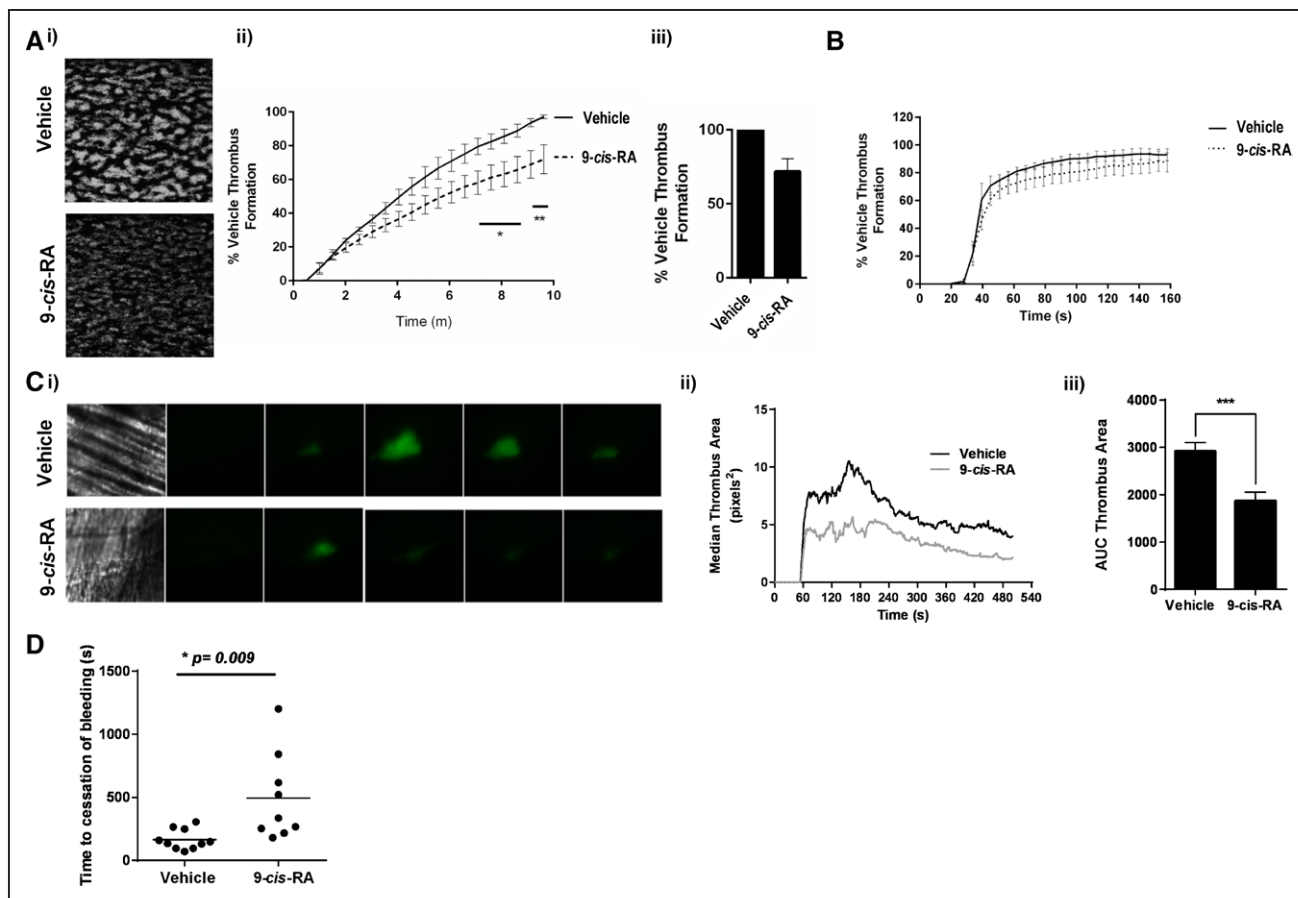 A i)
ii)
iii)
B
Vehicle
9-cis-RA
% Vehicle Thrombus
Formation
100
80
60
40
20
0
0 2 4 6 8 10
Time (m)
Vehicle
9-cis-RA
*
**
% Vehicle Thrombus
Formation
100
50
0
Vehicle
9-cis-RA
% Vehicle Thrombus
Formation
120
100
80
60
40
20
0
0 20 40 60 80 100 120 140 160
Time (s)
Vehicle
9-cis-RA
C i)
ii)
iii)
Vehicle
9-cis-RA
Median Thrombus Area
(pixels2)
15
10
5
0
0 60 120 180 240 300 360 420 480 540
Time (s)
Vehicle
9-cis-RA
AUC Thrombus Area
4000
3000
2000
1000
0
***
Vehicle 9-cis-RA
D
Time to cessation of bleeding (s)
1500
1000
500
0
* p= 0.009
Vehicle 9-cis-RA